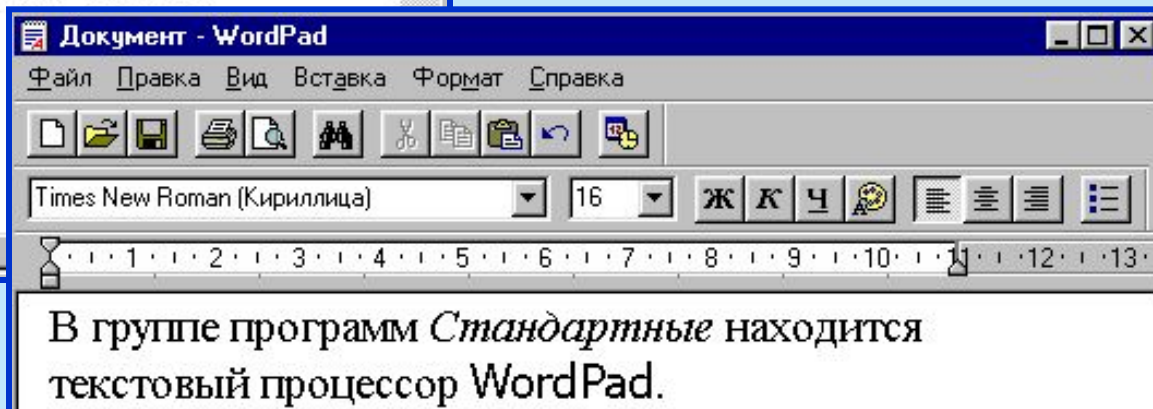 Документ - WordPad
Файл Правка Вид Вставка Формат Справка
Times New Roman (Кириллица) 16 Ж К Ч
1 2 3 4 5 6 7 8 9 10 11 12 13
В группе программ Стандартные находится
текстовый процессор WordPad.